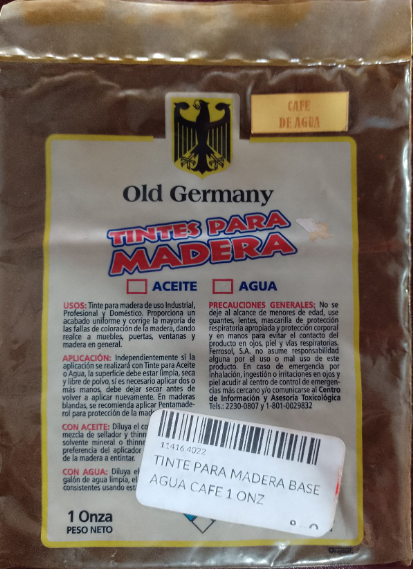 CAFE
DE AGUA
Old Germany
TINTES PARA
MADERA
ACEITE
AGUA
USOS: Tinte para madera de uso Industrial,
Profesional y Doméstico. Proporciona un
acabado uniforme y corrige la mayoria de
las fallas de coloración de la madera, dando
realce a muebles, puertas, ventanas y
madera en general.
APLICACIÓN: Independientemente si la
aplicación se realizará con Tinte para Aceite
o Agua, la superficie debe estar limpia, seca
y libre de polvo, si es necesario aplicar dos o
más manos, debe dejar secar antes de
volver a aplicar nuevamente. En maderas
blandas, se recomienda aplicar Pentamade-
rol para protección de la mad
CON ACEITE: Diluya el co
mezcla de sellador y thinn
solvente mineral o thinn
preferencia del aplicador
de la madera a entintar.
CON AGUA: Diluya el
galón de agua limpia, el
consistentes usando est
1 Onza
PESO NETO
PRECAUCIONES GENERALES: No se
deje al alcance de menores de edad, use
guantes, lentes, mascarilla de protección
respiratoria apropiada y protección corporal
y en manos para evitar el contacto del
producto en ojos, piel y vías respiratorias.
Ferrosol, S.A. no asume responsabilidad
alguna por el uso o mal uso de este
producto. En caso de emergencia por
inhalación, ingestión o irritaciones en ojos y
piel acudir al centro de control de emergen-
cias más cercano y/o comunicarse al Centro
de Información y Asesoria Toxicológica
Tels.: 2230-0807 y 1-801-0029832
114164022
TINTE PARA MADERA BASE
AGUA CAFE 1 ONZ